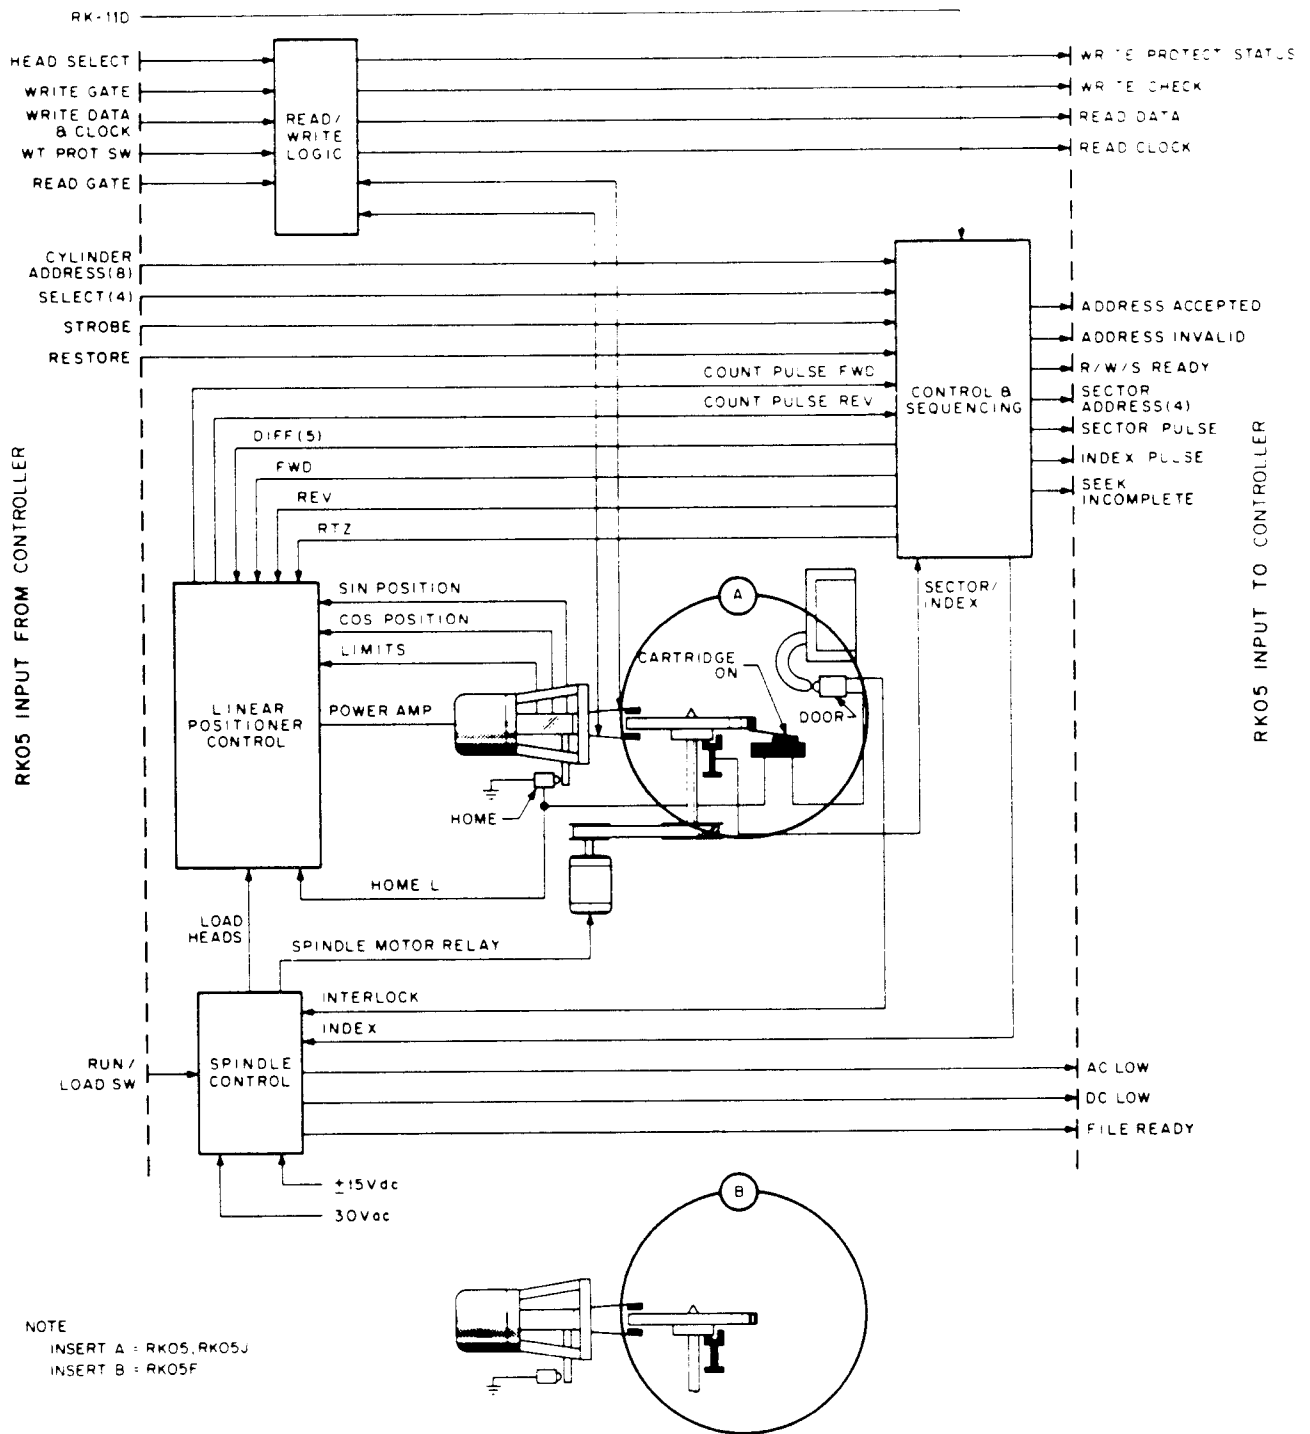 RK-11D
HEAD SELECT
WRITE GATE
WRITE DATA
& CLOCK
WT PROT SW
READ GATE
READ/
WRITE
LOGIC
WRITE PROTECT STATUS
WRITE CHECK
READ DATA
READ CLOCK
CYLINDER
ADDRESS(8)
SELECT(4)
STROBE
RESTORE
COUNT PULSE FWD
COUNT PULSE REV
DIFF(5)
FWD
REV
RTZ
CONTROL &
SEQUENCING
ADDRESS ACCEPTED
ADDRESS INVALID
R/W/S READY
SECTOR
ADDRESS(4)
SECTOR PULSE
INDEX PULSE
SEEK
INCOMPLETE
RK05 INPUT FROM CONTROLLER
RK05 INPUT TO CONTROLLER
SIN POSITION
COS POSITION
LIMITS
LINEAR
POSITIONER
CONTROL
POWER AMP
A
CARTRIDGE
ON
DOOR
SECTOR/
INDEX
HOME
HOME L
LOAD
HEADS
SPINDLE MOTOR RELAY
INTERLOCK
INDEX
RUN/
LOAD SW
SPINDLE
CONTROL
AC LOW
DC LOW
FILE READY
±15Vdc
30Vac
B
NOTE
INSERT A = RK05,RK05J
INSERT B = RK05F